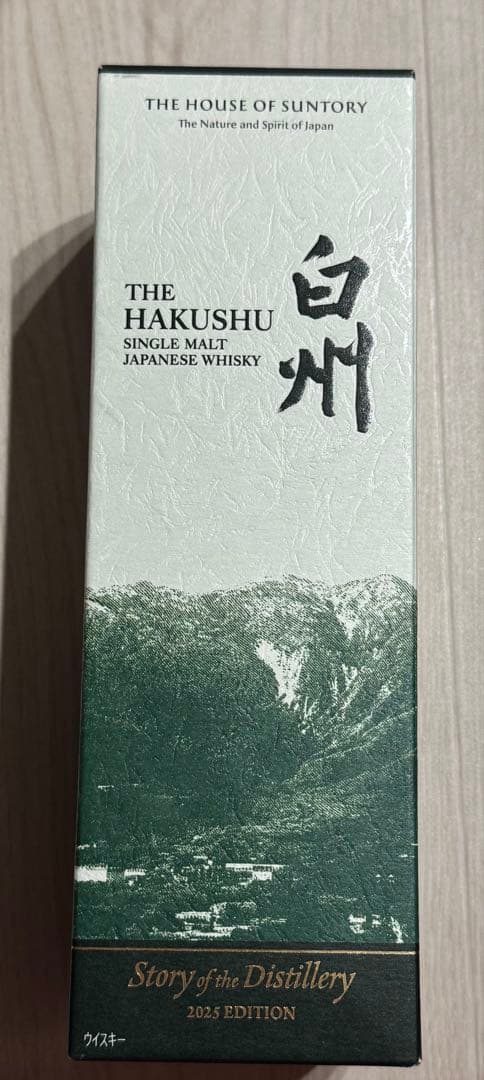 THE HOUSE OF SUNTORY
The Nature and Spirit of Japan
白州
THE
HAKUSHU
SINGLE MALT
JAPANESE WHISKY
Story of the Distillery
2025 EDITION
ウイスキー